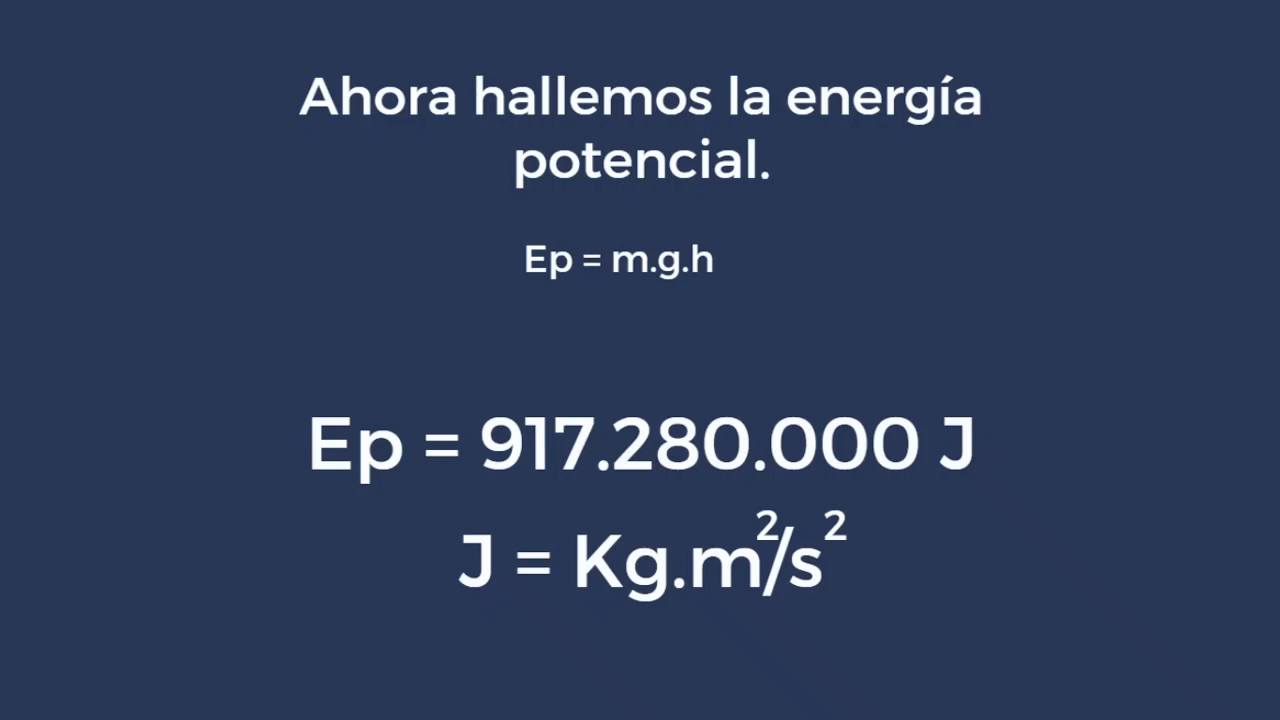 Ahora hallemos la energía
potencial.
Ep = m.g.h
Ep = 917.280.000 J
J = Kg.m²/s²